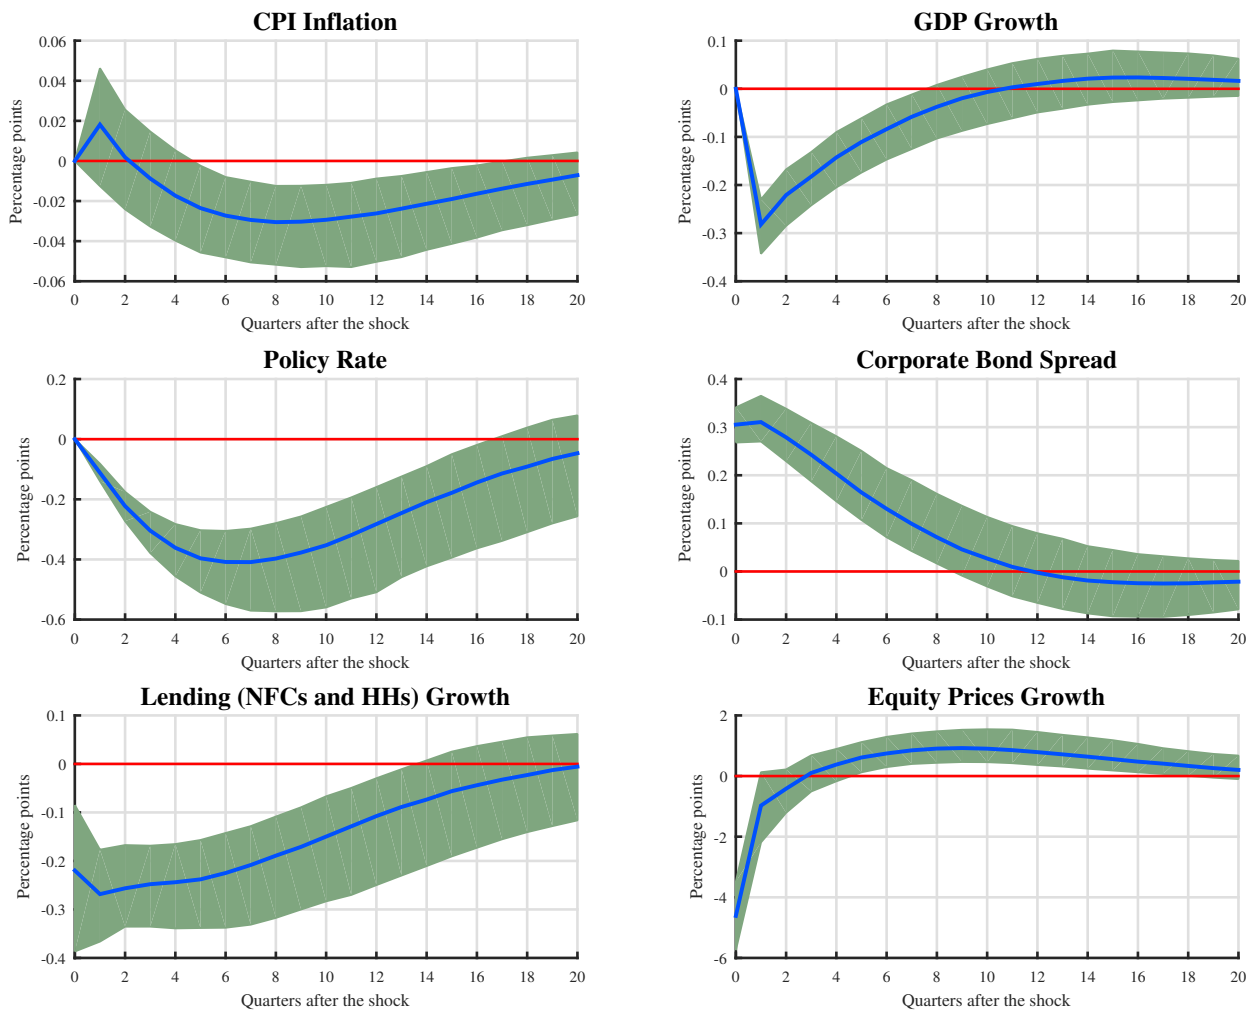 CPI Inflation
Percentage points
0.06
0.04
0.02
0
-0.02
-0.04
-0.06
0 2 4 6 8 10 12 14 16 18 20
Quarters after the shock
GDP Growth
Percentage points
0.1
0
-0.1
-0.2
-0.3
-0.4
0 2 4 6 8 10 12 14 16 18 20
Quarters after the shock
Policy Rate
Percentage points
0.2
0
-0.2
-0.4
-0.6
0 2 4 6 8 10 12 14 16 18 20
Quarters after the shock
Corporate Bond Spread
Percentage points
0.4
0.3
0.2
0.1
0
-0.1
0 2 4 6 8 10 12 14 16 18 20
Quarters after the shock
Lending (NFCs and HHs) Growth
Percentage points
0.1
0
-0.1
-0.2
-0.3
-0.4
0 2 4 6 8 10 12 14 16 18 20
Quarters after the shock
Equity Prices Growth
Percentage points
2
0
-2
-4
-6
0 2 4 6 8 10 12 14 16 18 20
Quarters after the shock